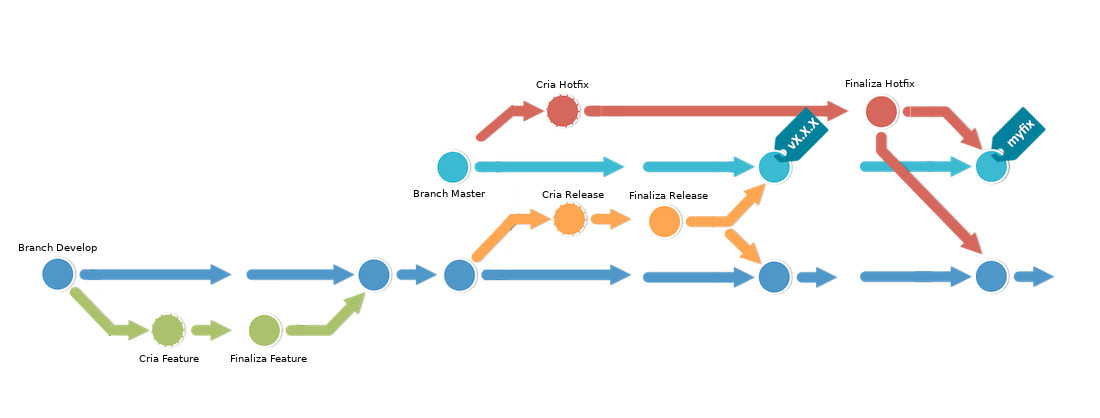 Cria Hotfix
Finaliza Hotfix
vX.X.X
myfix
Branch Master
Cria Release
Finaliza Release
Branch Develop
Cria Feature
Finaliza Feature